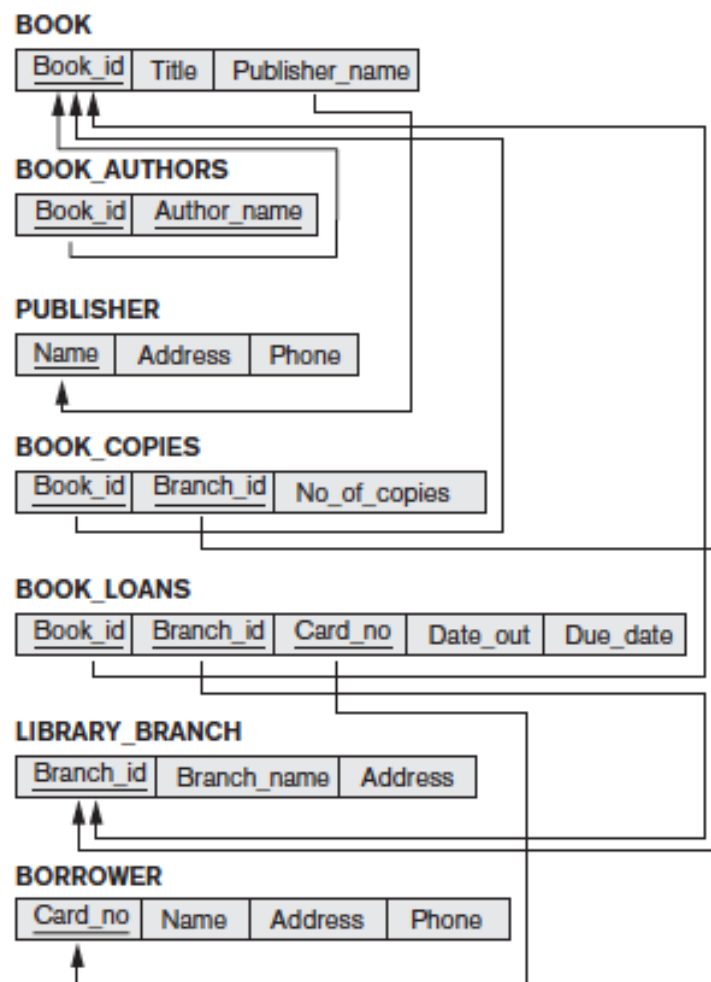 BOOK
Book_id Title Publisher_name
BOOK_AUTHORS
Book_id Author_name
PUBLISHER
Name Address Phone
BOOK_COPIES
Book_id Branch_id No_of_copies
BOOK_LOANS
Book_id Branch_id Card_no Date_out Due_date
LIBRARY_BRANCH
Branch_id Branch_name Address
BORROWER
Card_no Name Address Phone